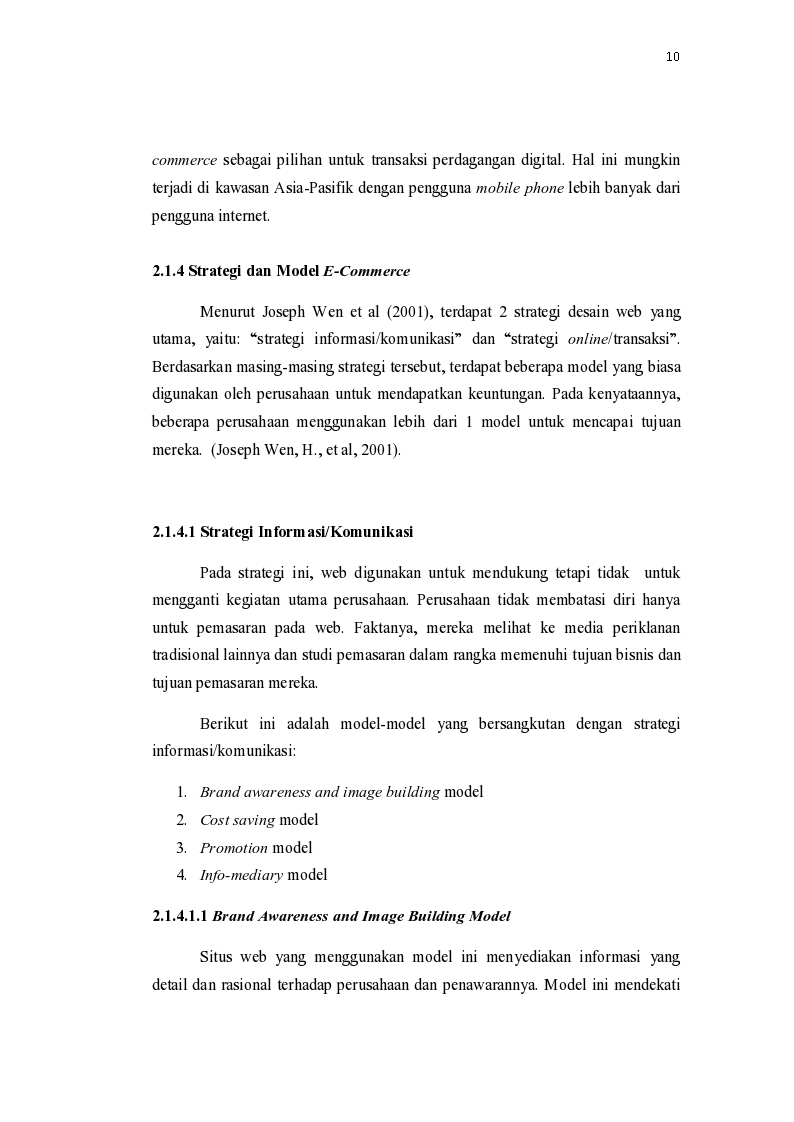 10
commerce sebagai pilihan untuk transaksi perdagangan digital. Hal ini mungkin
terjadi di kawasan Asia-Pasifik dengan pengguna mobile phone lebih banyak dari
pengguna internet.
2.1.4 Strategi dan Model E-Commerce
Menurut Joseph Wen et al (2001), terdapat 2 strategi desain web yang
utama, yaitu: “strategi informasi/komunikasi” dan “strategi online/transaksi”.
Berdasarkan masing-masing strategi tersebut, terdapat beberapa model yang biasa
digunakan oleh perusahaan untuk mendapatkan keuntungan. Pada kenyataannya,
beberapa perusahaan menggunakan lebih dari 1 model untuk mencapai tujuan
mereka.  (Joseph Wen, H., et al, 2001).
2.1.4.1 Strategi Informasi/Komunikasi
Pada strategi ini, web digunakan untuk mendukung tetapi tidak  untuk
mengganti kegiatan utama perusahaan. Perusahaan tidak membatasi diri hanya
untuk pemasaran pada web. Faktanya, mereka melihat ke media periklanan
tradisional lainnya dan studi pemasaran dalam rangka memenuhi tujuan bisnis dan
tujuan pemasaran mereka.
Berikut ini adalah model-model yang bersangkutan dengan strategi
informasi/komunikasi:
1. Brand awareness and image building model
2. Cost saving model
3. Promotion model
4. Info-mediary model
2.1.4.1.1 Brand Awareness and Image Building Model
Situs web yang menggunakan model ini menyediakan informasi yang
detail dan rasional terhadap perusahaan dan penawarannya. Model ini mendekati